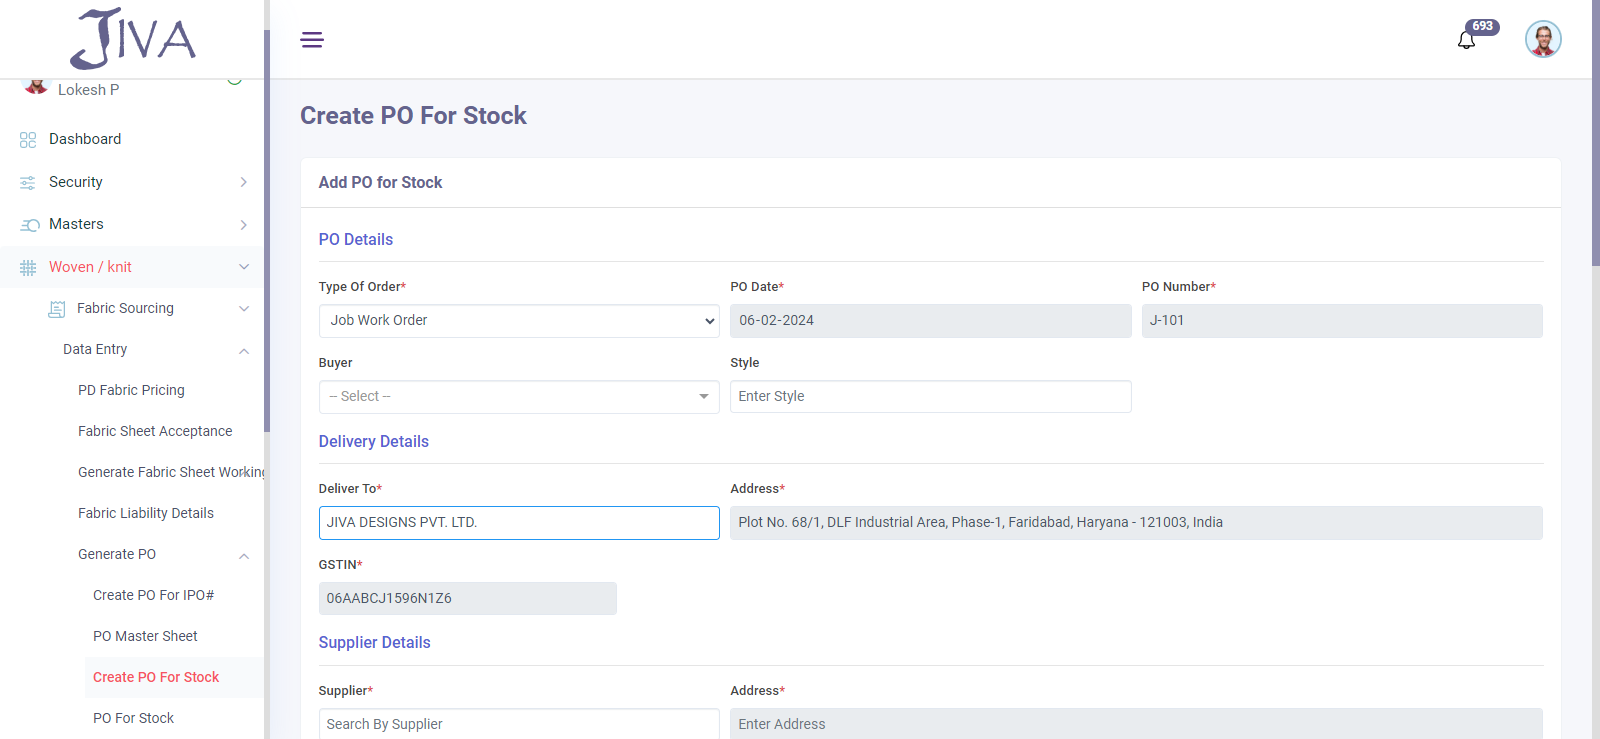 JIVA
693
Lokesh P
Dashboard
Security
Masters
Woven / knit
Fabric Sourcing
Data Entry
PD Fabric Pricing
Fabric Sheet Acceptance
Generate Fabric Sheet Working
Fabric Liability Details
Generate PO
Create PO For IPO#
PO Master Sheet
Create PO For Stock
PO For Stock
Create PO For Stock
Add PO for Stock
PO Details
Type Of Order* PO Date* PO Number*
Job Work Order 06-02-2024 J-101
Buyer Style
-- Select -- Enter Style
Delivery Details
Deliver To* Address*
JIVA DESIGNS PVT. LTD. Plot No. 68/1, DLF Industrial Area, Phase-1, Faridabad, Haryana - 121003, India
GSTIN*
06AABCJ1596N1Z6
Supplier Details
Supplier* Address*
Search By Supplier Enter Address